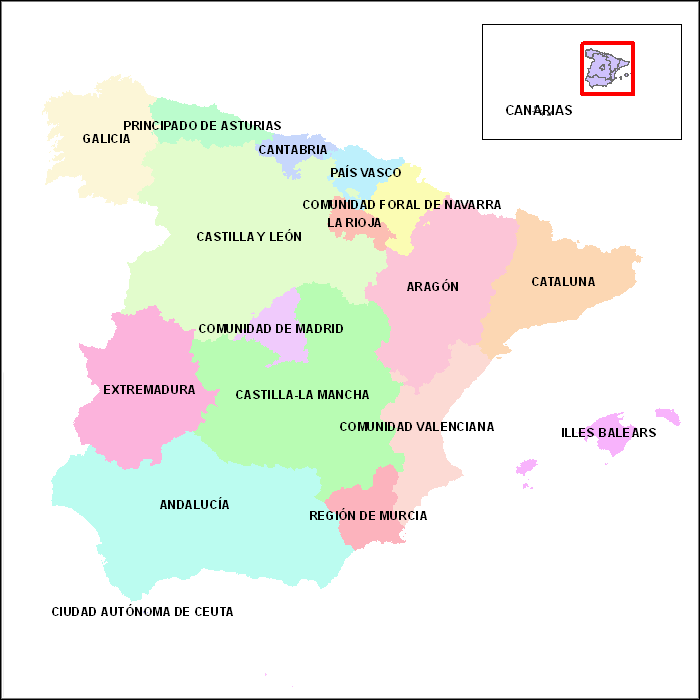 CANARIAS
PRINCIPADO DE ASTURIAS
GALICIA
CANTABRIA
PAÍS VASCO
COMUNIDAD FORAL DE NAVARRA
LA RIOJA
CASTILLA Y LEÓN
CATALUNA
ARAGÓN
COMUNIDAD DE MADRID
EXTREMADURA
CASTILLA-LA MANCHA
COMUNIDAD VALENCIANA
ILLES BALEARS
ANDALUCÍA
REGIÓN DE MURCIA
CIUDAD AUTÓNOMA DE CEUTA